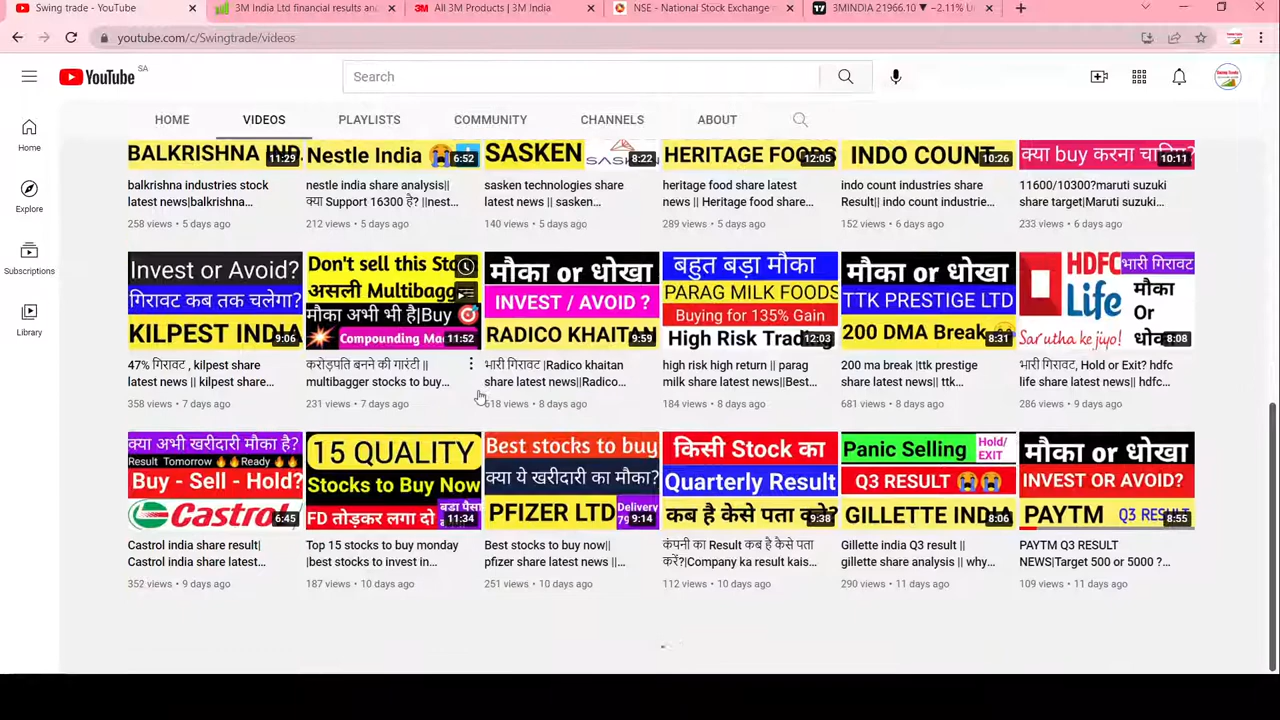 Swing trade - YouTube
3M India Ltd financial results and
All 3M Products | 3M India
NSE - National Stock Exchange
3MINDIA 21966.10 ▼ −2.11% U
youtube.com/c/Swingtrade/videos
YouTube SA
Search
HOME VIDEOS PLAYLISTS COMMUNITY CHANNELS ABOUT
Home
Explore
Subscriptions
Library
BALKRISHNA IND 11:29
Nestle India 6:52
SASKEN 8:22
HERITAGE FOODS 12:05
INDO COUNT 10:26
क्या buy करना चाहिए? 10:11
balkrishna industries stock
latest news|balkrishna...
258 views • 5 days ago
nestle india share analysis||
क्या Support 16300 है? ||nest...
212 views • 5 days ago
sasken technologies share
latest news || sasken...
140 views • 5 days ago
heritage food share latest
news || Heritage food share...
289 views • 5 days ago
indo count industries share
Result|| indo count industrie...
152 views • 6 days ago
11600/10300?maruti suzuki
share target|Maruti suzuki...
233 views • 6 days ago
Invest or Avoid?
गिरावट कब तक चलेगा?
KILPEST INDIA 9:06
Don't sell this Sto
असली Multibagg
मौका अभी भी है|Buy
Compounding Ma 11:52
मौका or धोखा
INVEST / AVOID ?
RADICO KHAITAN 9:59
बहुत बड़ा मौका
PARAG MILK FOODS
Buying for 135% Gain
High Risk Trading 12:03
मौका or धोखा
TTK PRESTIGE LTD
200 DMA Break 8:31
HDFC Life
भारी गिरावट
मौका
Or
धोखा
Sar utha ke jiyo! 8:08
47% गिरावट , kilpest share
latest news || kilpest share...
358 views • 7 days ago
करोड़पति बनने की गारंटी ||
multibagger stocks to buy...
231 views • 7 days ago
भारी गिरावट |Radico khaitan
share latest news||Radico...
518 views • 8 days ago
high risk high return || parag
milk share latest news||Best...
184 views • 8 days ago
200 ma break |ttk prestige
share latest news|| ttk...
681 views • 8 days ago
भारी गिरावट, Hold or Exit? hdfc
life share latest news|| hdfc...
286 views • 9 days ago
क्या अभी खरीदारी मौका है?
Result Tomorrow Ready
Buy - Sell - Hold?
Castrol 6:45
15 QUALITY
Stocks to Buy Now
बडा पैसा
FD तोड़कर लगा दो 11:34
Best stocks to buy
क्या ये खरीदारी का मौका?
PFIZER LTD Delivery 9:14
किसी Stock का
Quarterly Result
कब है केसे पता करे? 9:38
Panic Selling Hold/
EXIT
Q3 RESULT
GILLETTE INDIA 8:06
मौका or धोखा
INVEST OR AVOID?
PAYTM Q3 RESULT 8:55
Castrol india share result|
Castrol india share latest...
352 views • 9 days ago
Top 15 stocks to buy monday
|best stocks to invest in...
187 views • 10 days ago
Best stocks to buy now||
pfizer share latest news ||...
251 views • 10 days ago
कंपनी का Result कब है कैसे पता
करें?|Company ka result kais...
112 views • 10 days ago
Gillette india Q3 result ||
gillette share analysis || why...
290 views • 11 days ago
PAYTM Q3 RESULT
NEWS|Target 500 or 5000 ?...
109 views • 11 days ago